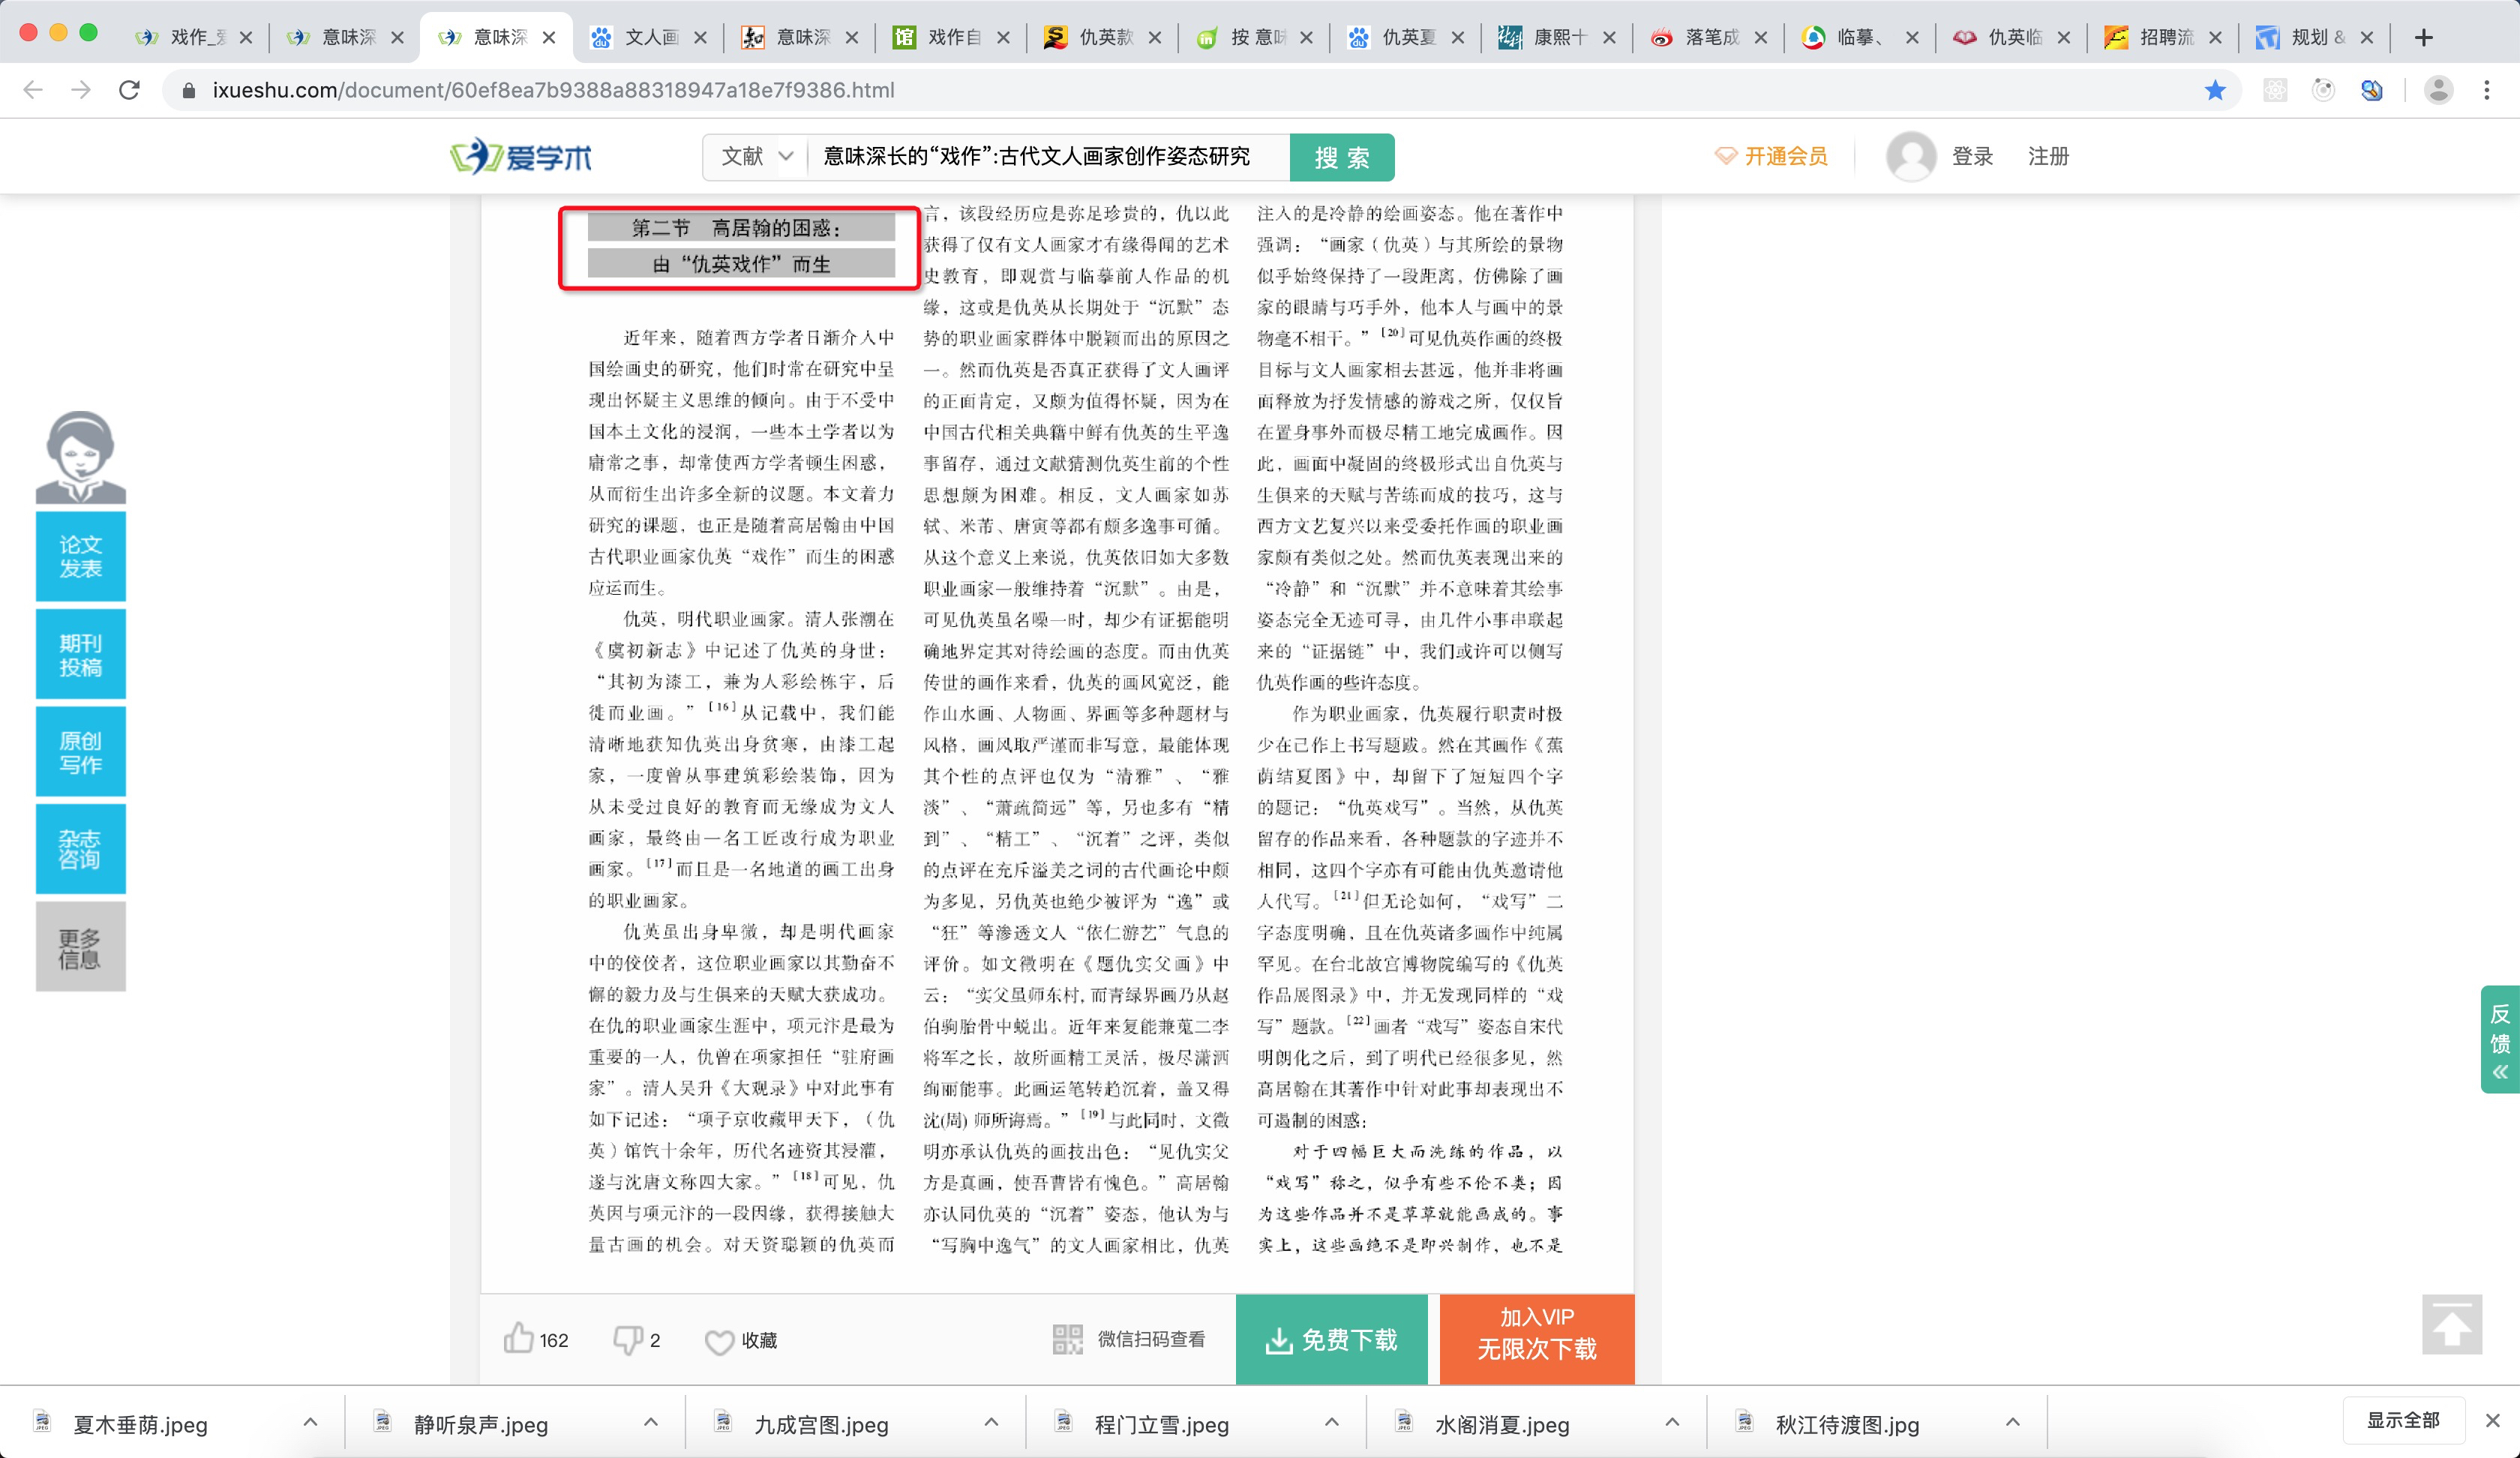 戏作_爱
意味深
意味深
文人画
意味深
戏作自
仇英款
按 意味
仇英夏
康熙十
落笔成
临摹、
仇英临
招聘流
规划 &
ixueshu.com/document/60ef8ea7b9388a88318947a18e7f9386.html
爱学术
文献
意味深长的“戏作”:古代文人画家创作姿态研究
搜 索
开通会员
登录
注册
第二节 高居翰的困惑：
由“仇英戏作”而生
近年来，随着西方学者日渐介入中
国绘画史的研究，他们时常在研究中呈
现出怀疑主义思维的倾向。由于不受中
国本土文化的浸润，一些本土学者以为
庸常之事，却常使西方学者顿生困惑，
从而衍生出许多全新的议题。本文着力
研究的课题，也正是随着高居翰由中国
古代职业画家仇英“戏作”而生的困惑
应运而生。
仇英，明代职业画家。清人张潮在
《虞初新志》中记述了仇英的身世：
“其初为漆工，兼为人彩绘栋宇，后
徙而业画。”[16]从记载中，我们能
清晰地获知仇英出身贫寒，由漆工起
家，一度曾从事建筑彩绘装饰，因为
从未受过良好的教育而无缘成为文人
画家，最终由一名工匠改行成为职业
画家。[17]而且是一名地道的画工出身
的职业画家。
仇英虽出身卑微，却是明代画家
中的佼佼者，这位职业画家以其勤奋不
懈的毅力及与生俱来的天赋大获成功。
在仇的职业画家生涯中，项元汴是最为
重要的一人，仇曾在项家担任“驻府画
家”。清人吴升《大观录》中对此事有
如下记述：“项子京收藏甲天下，（仇
英）馆饩十余年，历代名迹资其浸灌，
遂与沈唐文称四大家。”[18]可见，仇
英因与项元汴的一段因缘，获得接触大
量古画的机会。对天资聪颖的仇英而
言，该段经历应是弥足珍贵的，仇以此
获得了仅有文人画家才有缘得闻的艺术
史教育，即观赏与临摹前人作品的机
缘，这或是仇英从长期处于“沉默”态
势的职业画家群体中脱颖而出的原因之
一。然而仇英是否真正获得了文人画评
的正面肯定，又颇为值得怀疑，因为在
中国古代相关典籍中鲜有仇英的生平逸
事留存，通过文献猜测仇英生前的个性
思想颇为困难。相反，文人画家如苏
轼、米芾、唐寅等都有颇多逸事可循。
从这个意义上来说，仇英依旧如大多数
职业画家一般维持着“沉默”。由是，
可见仇英虽名噪一时，却少有证据能明
确地界定其对待绘画的态度。而由仇英
传世的画作来看，仇英的画风宽泛，能
作山水画、人物画、界画等多种题材与
风格，画风取严谨而非写意，最能体现
其个性的点评也仅为“清雅”、“雅
淡”、“萧疏简远”等，另也多有“精
到”、“精工”、“沉着”之评，类似
的点评在充斥溢美之词的古代画论中颇
为多见，另仇英也绝少被评为“逸”或
“狂”等渗透文人“依仁游艺”气息的
评价。如文徵明在《题仇实父画》中
云：“实父虽师东村,而青绿界画乃从赵
伯驹胎骨中蜕出。近年来复能兼蒐二李
将军之长，故所画精工灵活，极尽潇洒
绚丽能事。此画运笔转趋沉着，盖又得
沈(周) 师所诲焉。”[19]与此同时，文徵
明亦承认仇英的画技出色：“见仇实父
方是真画，使吾曹皆有愧色。”高居翰
亦认同仇英的“沉着”姿态，他认为与
“写胸中逸气”的文人画家相比，仇英
注入的是冷静的绘画姿态。他在著作中
强调：“画家（仇英）与其所绘的景物
似乎始终保持了一段距离，仿佛除了画
家的眼睛与巧手外，他本人与画中的景
物毫不相干。”[20]可见仇英作画的终极
目标与文人画家相去甚远，他并非将画
面释放为抒发情感的游戏之所，仅仅旨
在置身事外而极尽精工地完成画作。因
此，画面中凝固的终极形式出自仇英与
生俱来的天赋与苦练而成的技巧，这与
西方文艺复兴以来受委托作画的职业画
家颇有类似之处。然而仇英表现出来的
“冷静”和“沉默”并不意味着其绘事
姿态完全无迹可寻，由几件小事串联起
来的“证据链”中，我们或许可以侧写
仇英作画的些许态度。
作为职业画家，仇英履行职责时极
少在己作上书写题跋。然在其画作《蕉
荫结夏图》中，却留下了短短四个字
的题记：“仇英戏写”。当然，从仇英
留存的作品来看，各种题款的字迹并不
相同，这四个字亦有可能由仇英邀请他
人代写。[21]但无论如何，“戏写”二
字态度明确，且在仇英诸多画作中纯属
罕见。在台北故宫博物院编写的《仇英
作品展图录》中，并无发现同样的“戏
写”题款。[22]画者“戏写”姿态自宋代
明朗化之后，到了明代已经很多见，然
高居翰在其著作中针对此事却表现出不
可遏制的困惑：
对于四幅巨大而洗练的作品，以
“戏写”称之，似乎有些不伦不类；因
为这些作品并不是草草就能画成的。事
实上，这些画绝不是即兴制作，也不是
论文
发表
期刊
投稿
原创
写作
杂志
咨询
更多
信息
反
馈
162
2
收藏
微信扫码查看
免费下载
加入VIP
无限次下载
夏木垂荫.jpeg
静听泉声.jpeg
九成宫图.jpeg
程门立雪.jpeg
水阁消夏.jpeg
秋江待渡图.jpg
显示全部